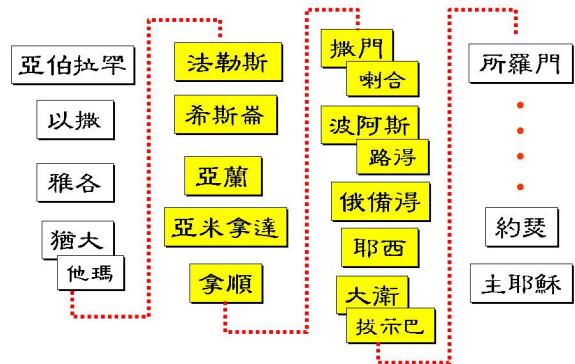 亞伯拉罕
以撒
雅各
猶大
他瑪
法勒斯
希斯崙
亞蘭
亞米拿達
拿順
撒門
喇合
波阿斯
路得
俄備得
耶西
大衛
拔示巴
所羅門
約瑟
主耶穌